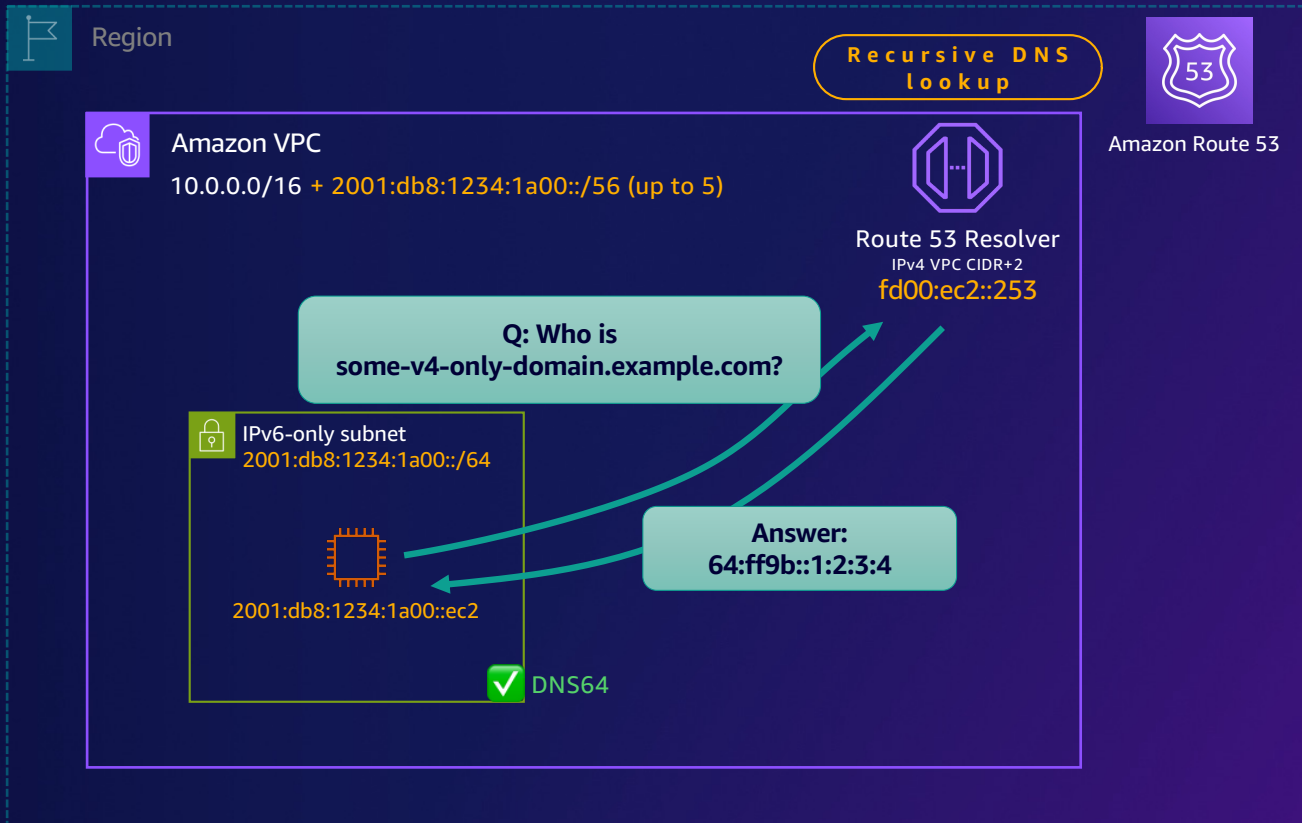 Region
Recursive DNS
lookup
53
Amazon Route 53
Amazon VPC
10.0.0.0/16 + 2001:db8:1234:1a00::/56 (up to 5)
Route 53 Resolver
IPv4 VPC CIDR+2
fd00:ec2::253
Q: Who is
some-v4-only-domain.example.com?
IPv6-only subnet
2001:db8:1234:1a00::/64
Answer:
64:ff9b::1:2:3:4
2001:db8:1234:1a00::ec2
DNS64